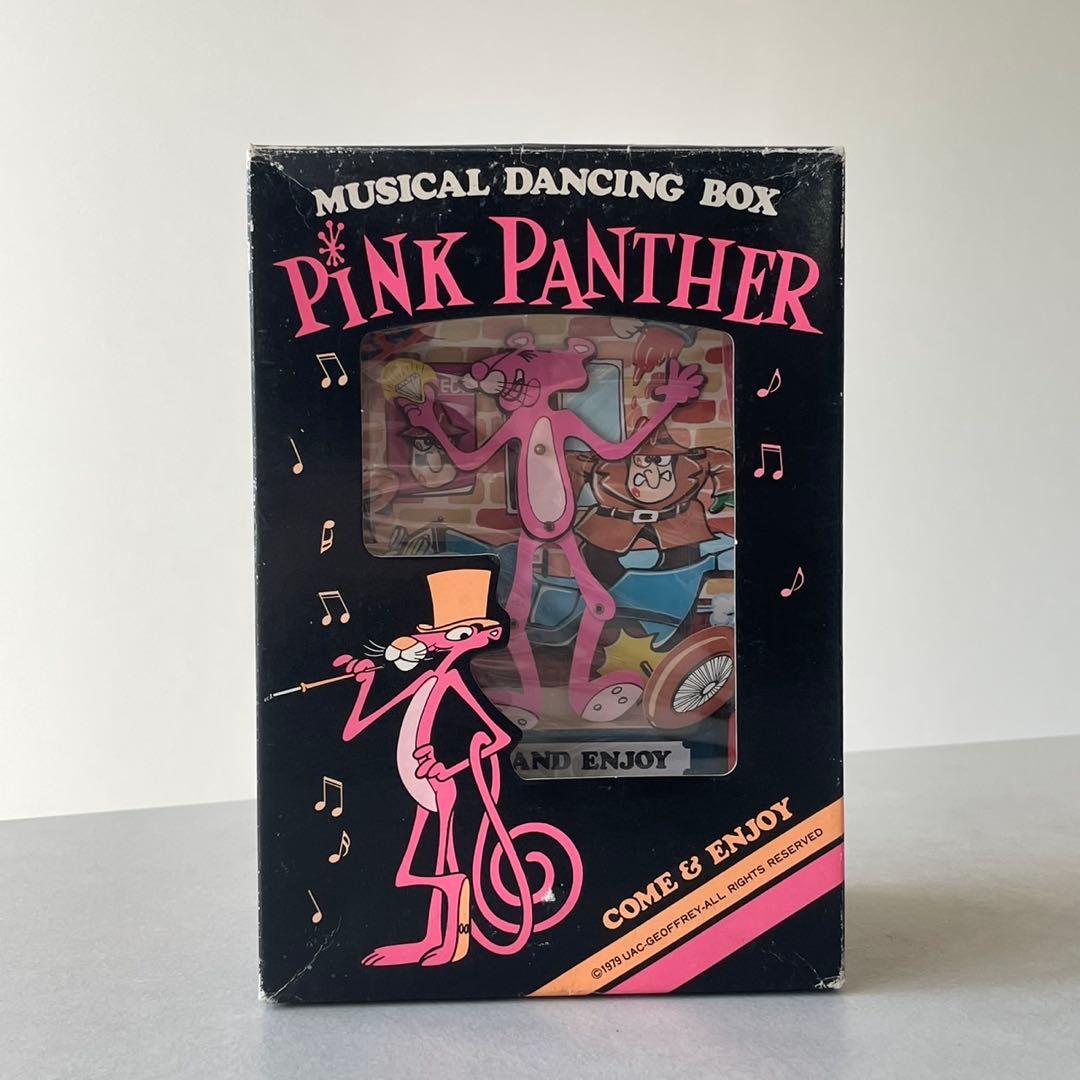 MUSICAL DANCING BOX
PINK PANTHER
AND ENJOY
COME & ENJOY
©1979 UAC-GEOFFREY-ALL RIGHTS RESERVED